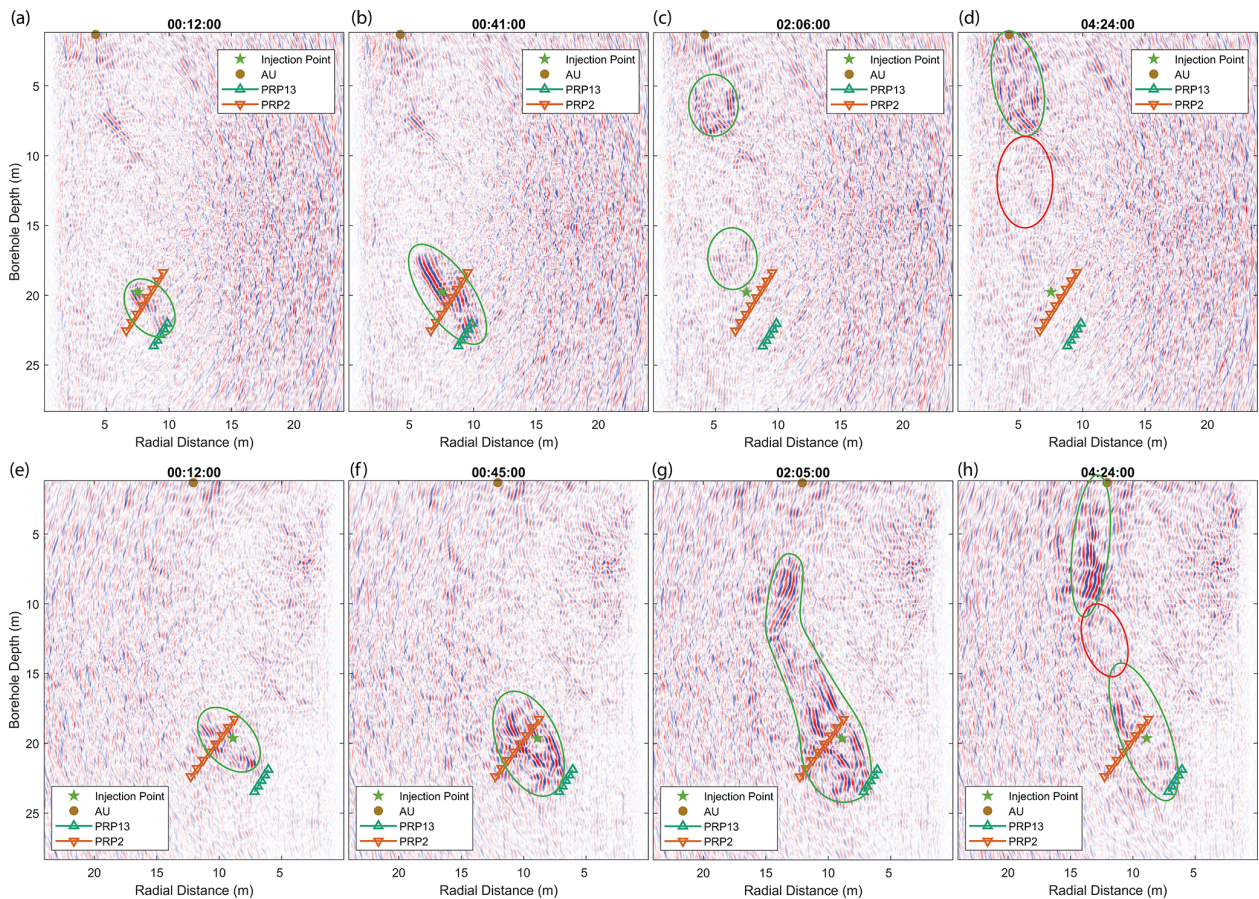 (a) 00:12:00 (b) 00:41:00 (c) 02:06:00 (d) 04:24:00
Injection Point
AU
PRP13
PRP2
Injection Point
AU
PRP13
PRP2
Injection Point
AU
PRP13
PRP2
Injection Point
AU
PRP13
PRP2
Borehole Depth (m)
5
10
15
20
25
5 10 15 20
5 10 15 20
5 10 15 20
5 10 15 20
Radial Distance (m) Radial Distance (m) Radial Distance (m) Radial Distance (m)
(e) 00:12:00 (f) 00:45:00 (g) 02:05:00 (h) 04:24:00
Borehole Depth (m)
5
10
15
20
25
Injection Point
AU
PRP13
PRP2
Injection Point
AU
PRP13
PRP2
Injection Point
AU
PRP13
PRP2
Injection Point
AU
PRP13
PRP2
20 15 10 5
20 15 10 5
20 15 10 5
20 15 10 5
Radial Distance (m) Radial Distance (m) Radial Distance (m) Radial Distance (m)